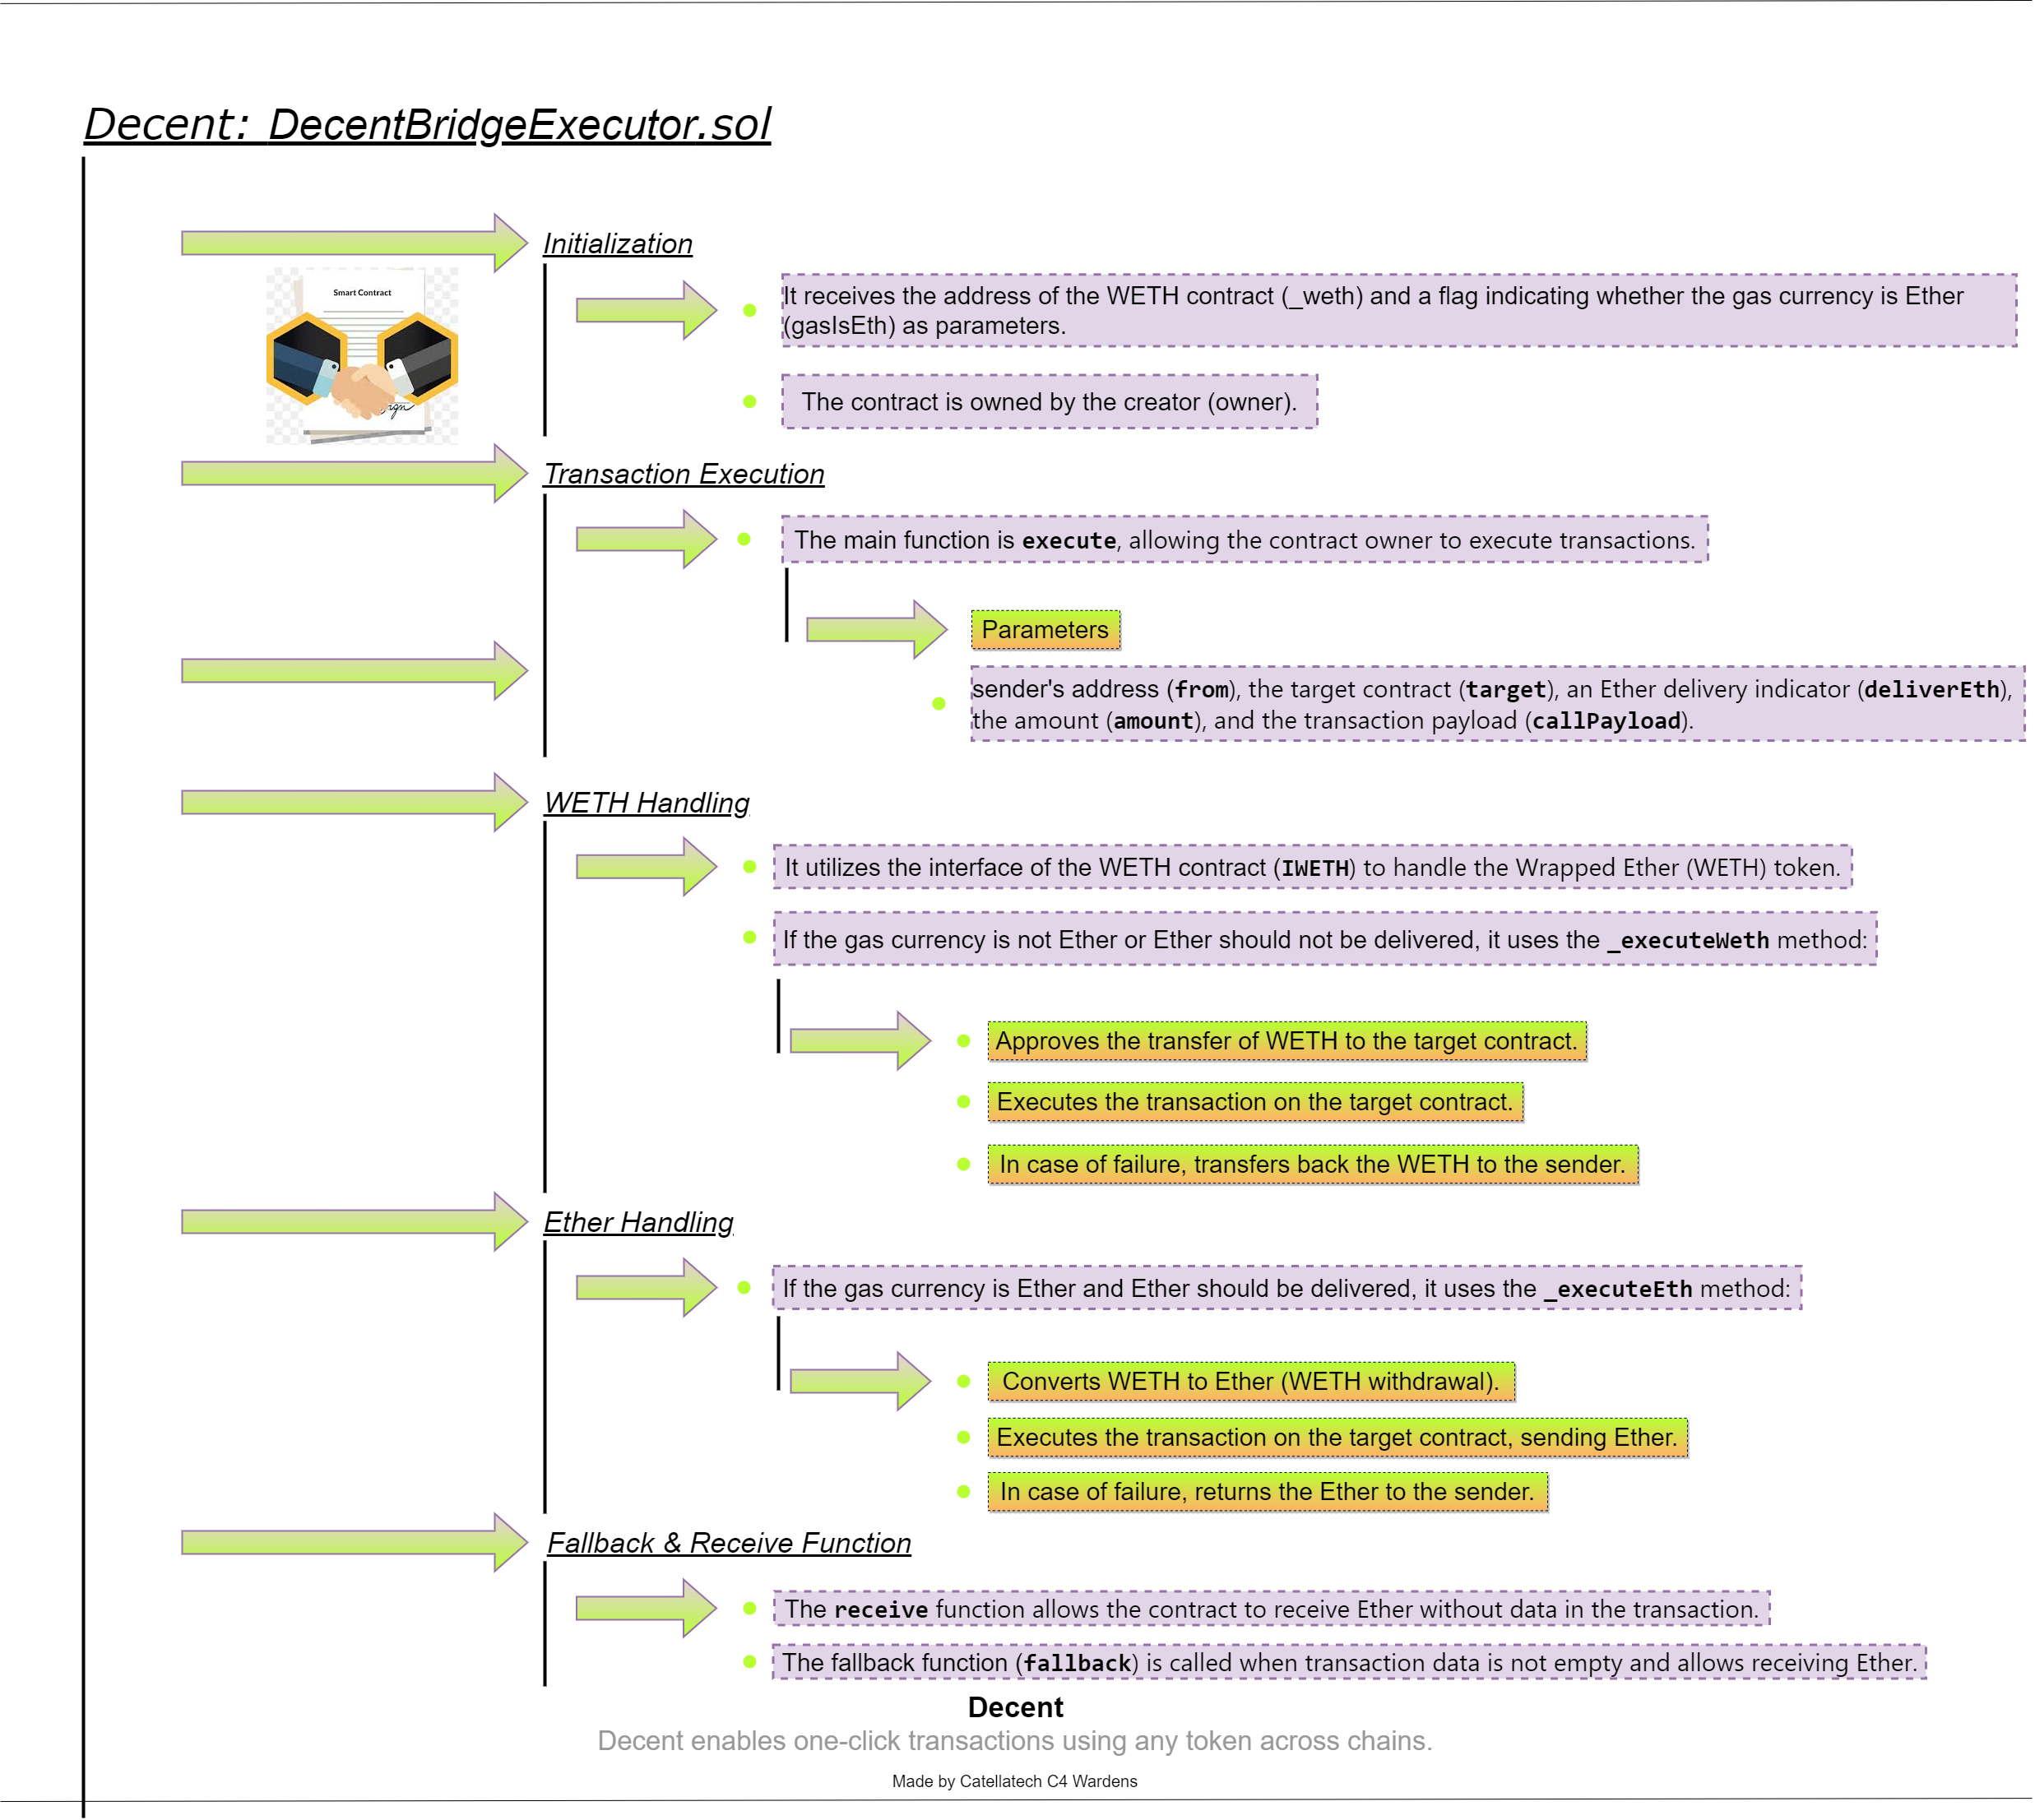 Decent: DecentBridgeExecutor.sol
Initialization
Smart Contract
It receives the address of the WETH contract (_weth) and a flag indicating whether the gas currency is Ether
(gasIsEth) as parameters.
The contract is owned by the creator (owner).
Transaction Execution
The main function is execute, allowing the contract owner to execute transactions.
Parameters
sender's address (from), the target contract (target), an Ether delivery indicator (deliverEth),
the amount (amount), and the transaction payload (callPayload).
WETH Handling
It utilizes the interface of the WETH contract (IWETH) to handle the Wrapped Ether (WETH) token.
If the gas currency is not Ether or Ether should not be delivered, it uses the _executeWeth method:
Approves the transfer of WETH to the target contract.
Executes the transaction on the target contract.
In case of failure, transfers back the WETH to the sender.
Ether Handling
If the gas currency is Ether and Ether should be delivered, it uses the _executeEth method:
Converts WETH to Ether (WETH withdrawal).
Executes the transaction on the target contract, sending Ether.
In case of failure, returns the Ether to the sender.
Fallback & Receive Function
The receive function allows the contract to receive Ether without data in the transaction.
The fallback function (fallback) is called when transaction data is not empty and allows receiving Ether.
Decent
Decent enables one-click transactions using any token across chains.
Made by Catellatech C4 Wardens